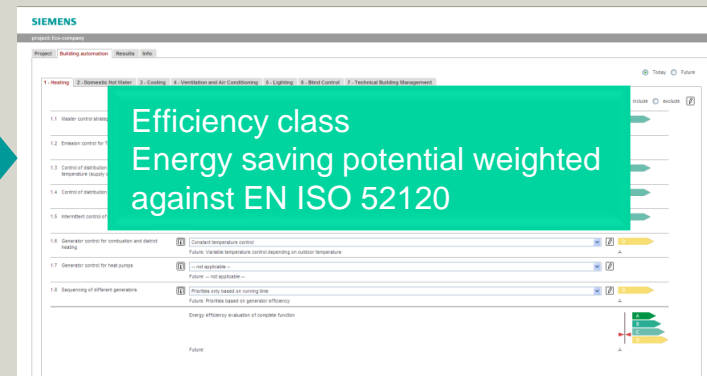 SIEMENS
project: Eco-company
Project Building automation Results Info
Today Future
1 - Heating 2 - Domestic Hot Water 3 - Cooling 4 - Ventilation and Air Conditioning 5 - Lighting 6 - Blind Control 7 - Technical Building Management
include exclude
Efficiency class
Energy saving potential weighted
against EN ISO 52120
1.1 Master control
1.2 Emission control for
1.3 Control of distribution
temperature (supply
1.4 Control of distribution
1.5 Intermittent control of
1.6 Generator control for combustion and district
heating
Constant temperature control
D
Future: Variable temperature control depending on outdoor temperature
A
1.7 Generator control for heat pumps
-- not applicable --
Future: -- not applicable --
1.8 Sequencing of different generators
Priorities only based on running time
D
Future: Priorities based on generator efficiency
A
Energy efficiency evaluation of complete function
A
B
C
D
Future:
A